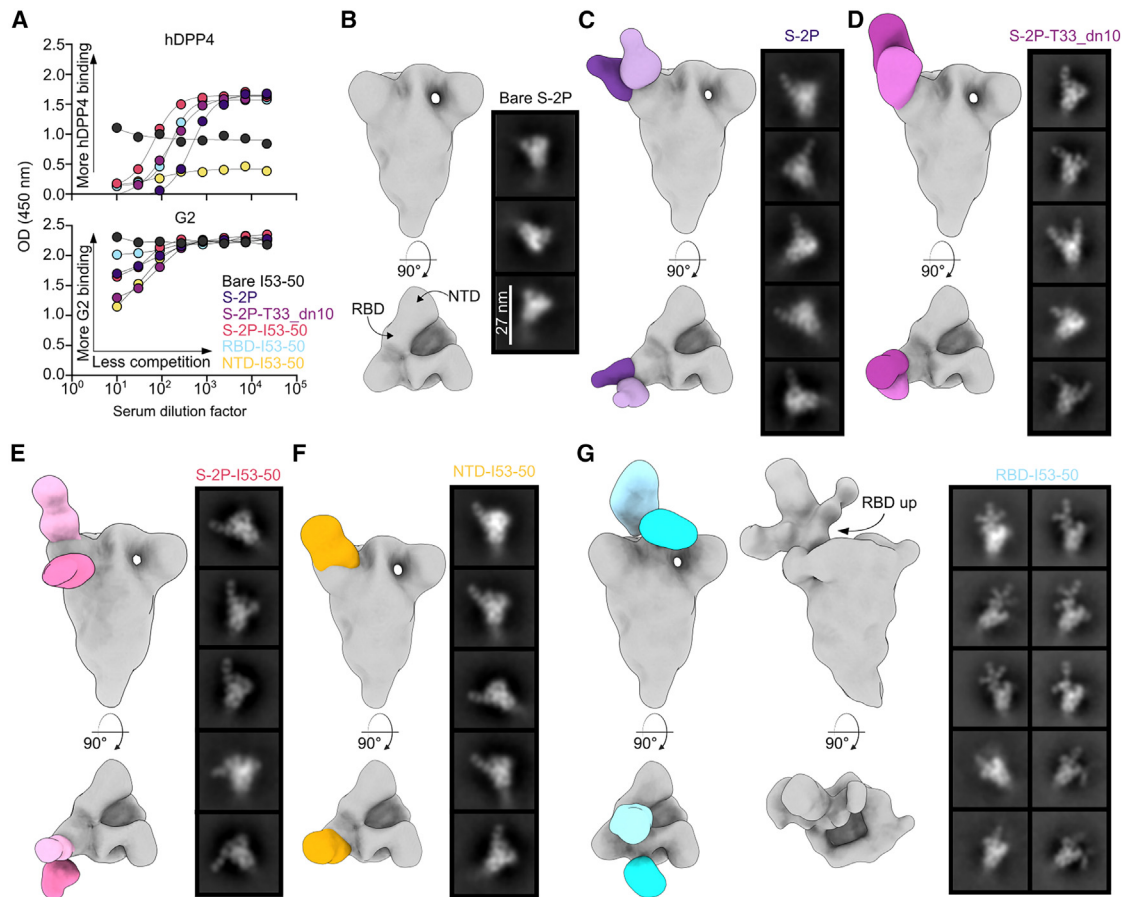 A
hDPP4
More hDPP4 binding
2.5
2.0
1.5
1.0
0.5
0.0
OD (450 nm)
G2
More G2 binding
2.5
2.0
1.5
1.0
0.5
0.0
Bare I53-50
S-2P
S-2P-T33_dn10
S-2P-I53-50
RBD-I53-50
NTD-I53-50
Less competition
10⁰ 10¹ 10² 10³ 10⁴ 10⁵
Serum dilution factor
B
Bare S-2P
27 nm
90°
RBD
NTD
C
S-2P
90°
D
S-2P-T33_dn10
90°
E
S-2P-I53-50
90°
F
NTD-I53-50
90°
G
RBD-I53-50
RBD up
90°
90°